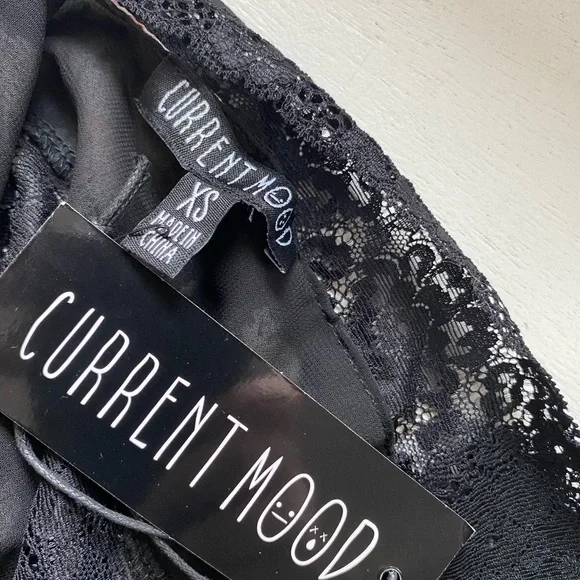 CURRENT MOOD
XS
MADE IN
CHINA
CURRENT MOOD